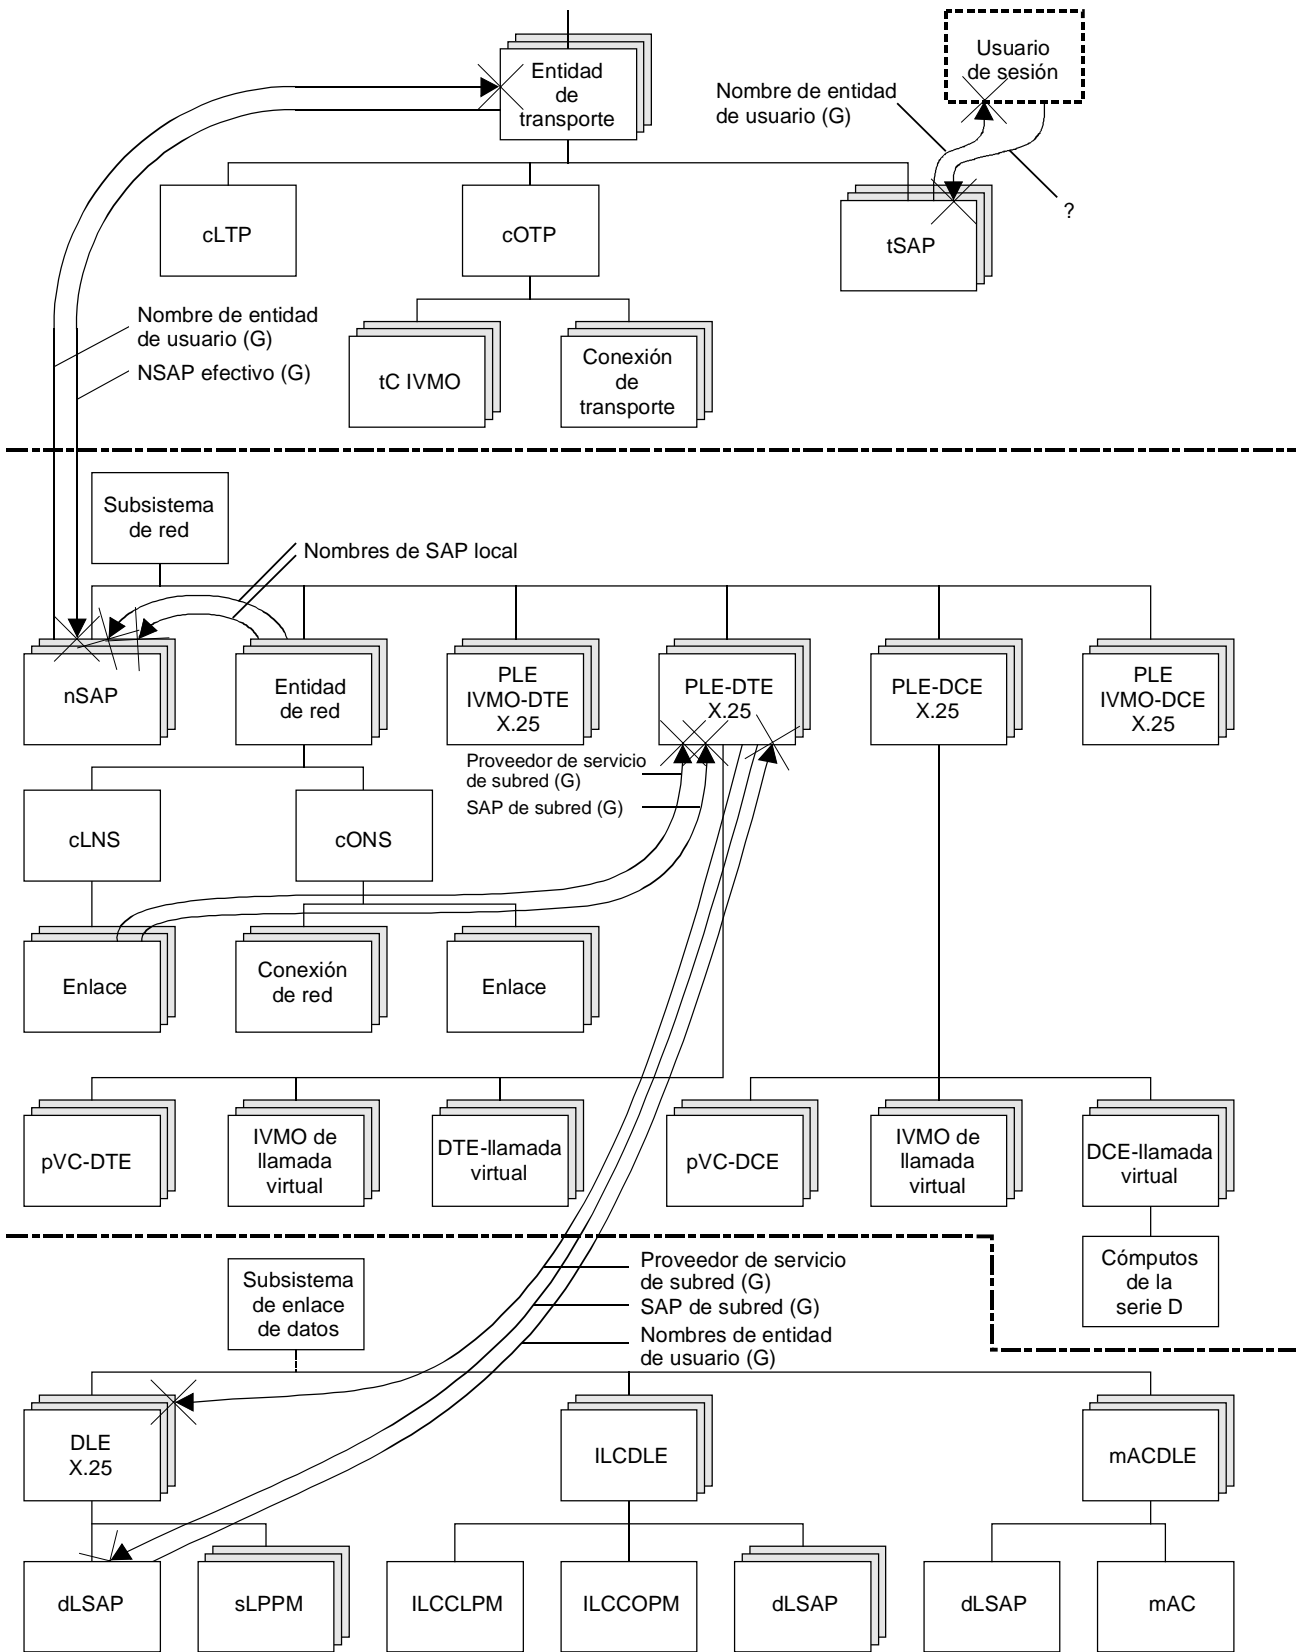 Usuario
de sesión
Entidad
de
transporte
Nombre de entidad
de usuario (G)
?
cLTP
cOTP
tSAP
Nombre de entidad
de usuario (G)
NSAP efectivo (G)
tC IVMO
Conexión
de
transporte
Subsistema
de red
Nombres de SAP local
nSAP
Entidad
de red
PLE
IVMO-DTE
X.25
PLE-DTE
X.25
PLE-DCE
X.25
PLE
IVMO-DCE
X.25
Proveedor de servicio
de subred (G)
SAP de subred (G)
cLNS
cONS
Enlace
Conexión
de red
Enlace
pVC-DTE
IVMO de
llamada
virtual
DTE-llamada
virtual
pVC-DCE
IVMO de
llamada
virtual
DCE-llamada
virtual
Subsistema
de enlace
de datos
Proveedor de servicio
de subred (G)
SAP de subred (G)
Nombres de entidad
de usuario (G)
Cómputos
de la
serie D
DLE
X.25
ILCDLE
mACDLE
dLSAP
sLPPM
ILCCLPM
ILCCOPM
dLSAP
dLSAP
mAC